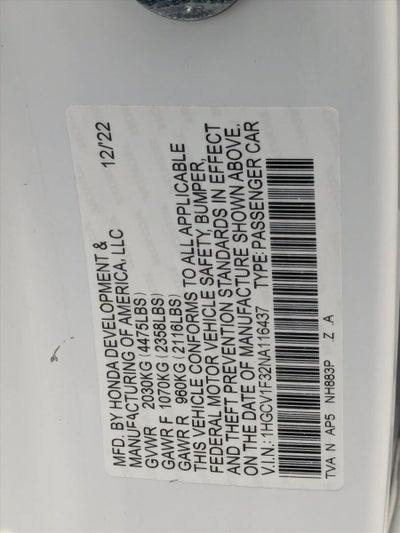 MFD. BY HONDA DEVELOPMENT &
MANUFACTURING OF AMERICA, LLC 12/'22
GVWR 2030KG (4475LBS)
GAWR F 1070KG (2358LBS)
GAWR R 960KG (2116LBS)
THIS VEHICLE CONFORMS TO ALL APPLICABLE
FEDERAL MOTOR VEHICLE SAFETY, BUMPER,
AND THEFT PREVENTION STANDARDS IN EFFECT
ON THE DATE OF MANUFACTURE SHOWN ABOVE.
V.I.N.: 1HGCV1F32NA116437 TYPE: PASSENGER CAR
TVA N AP5 NH883P Z .A